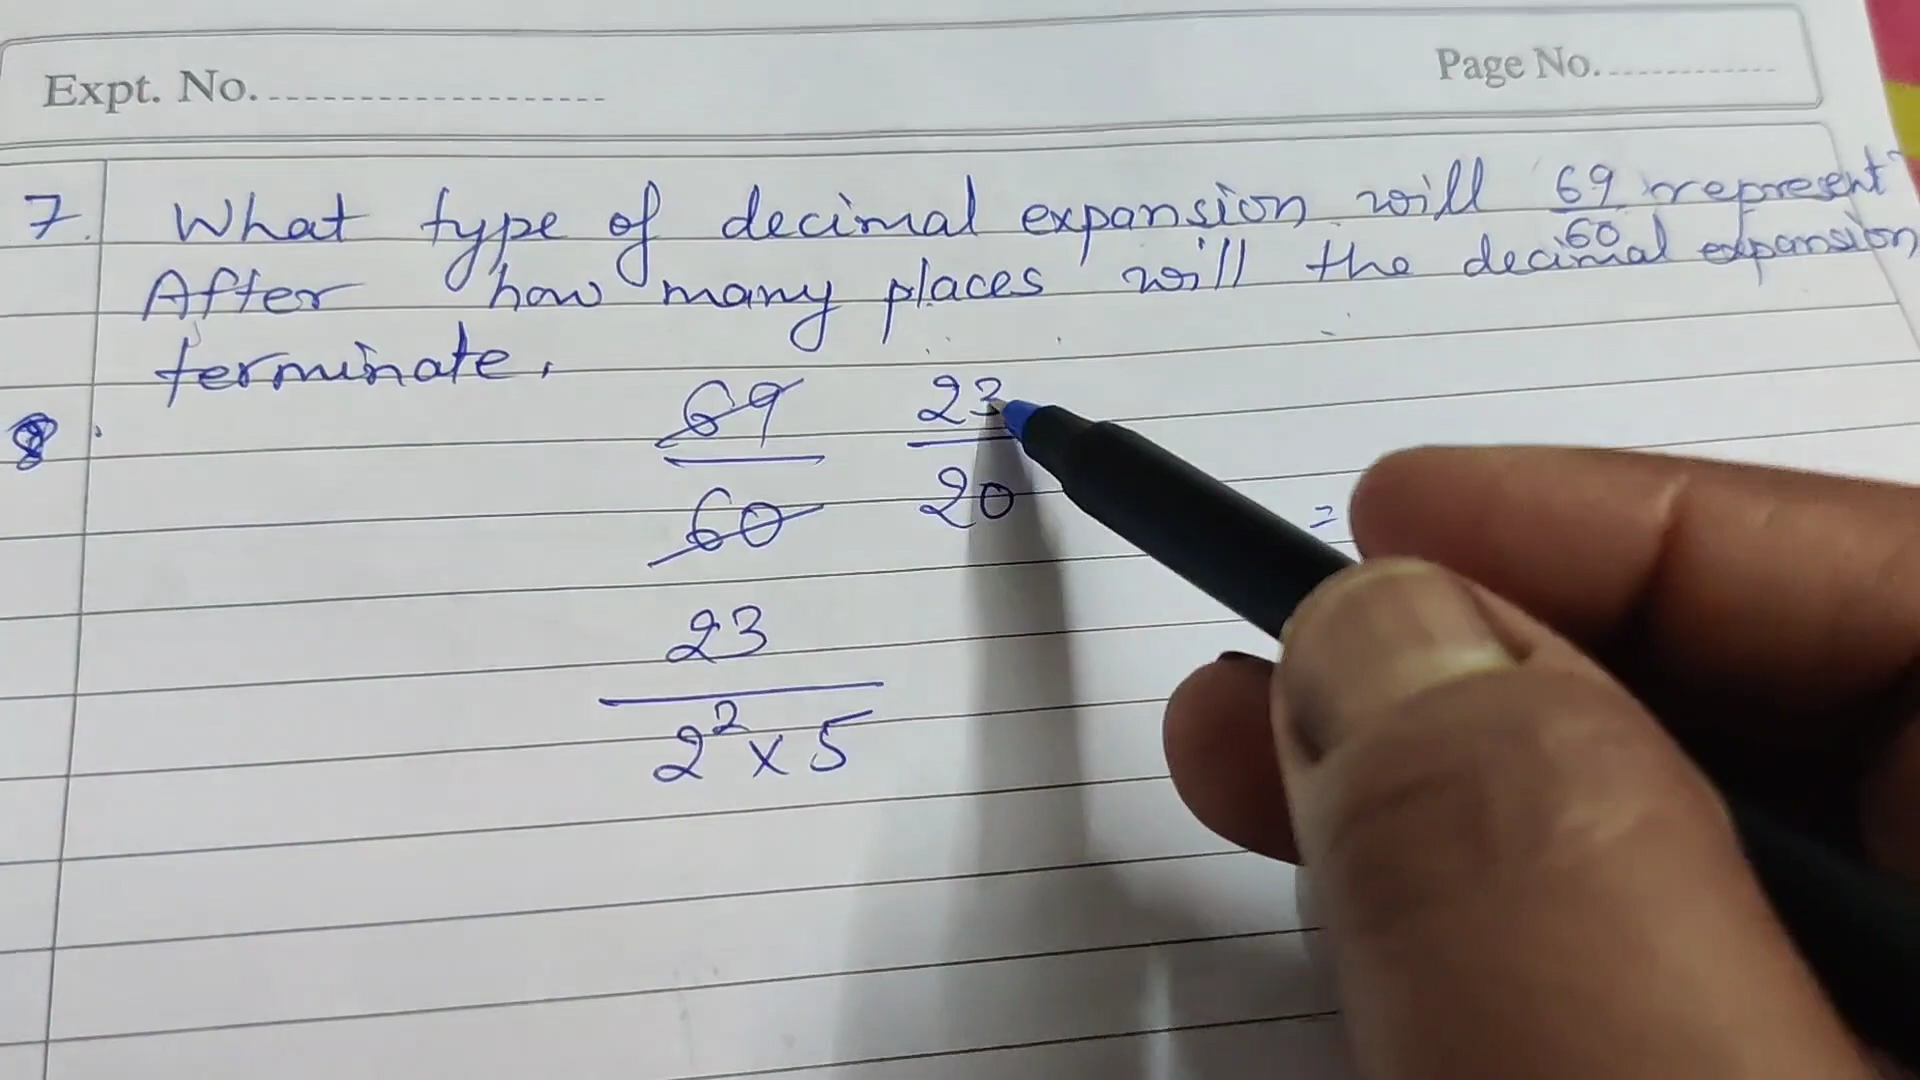 Expt. No.
Page No.
7. What type of decimal expansion will 69/60 represent
After how many places will the decimal expansion
terminate.
8.
69/60 23/20
=
23
2² x 5